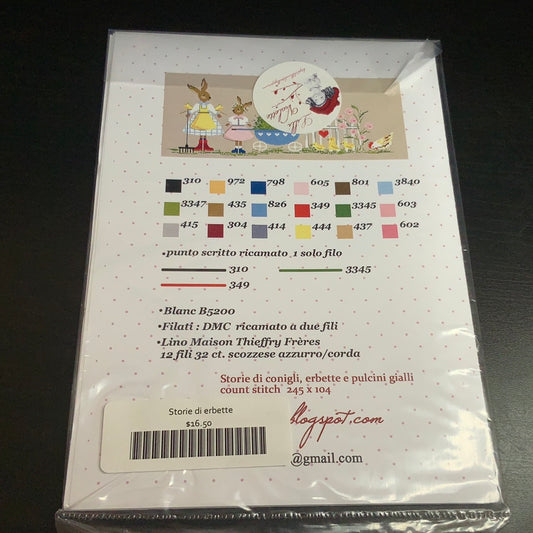 310 972 798 605 801 3840
3347 435 826 349 3345 603
415 304 414 444 437 602
•punto scritto ricamato 1 solo filo
310 3345
349
•Blanc B5200
•Filati : DMC ricamato a due fili
•Lino Maison Thieffry Frères
12 fili 32 ct. scozzese azzurro/corda
Storie di conigli, erbette e pulcini gialli
count stitch 245 x 104
blogspot.com
Storie di erbette
$16.50
@gmail.com